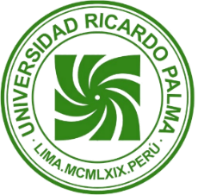 UNIVERSIDAD RICARDO PALMA
· LIMA.MCMLXIX.PERÚ ·